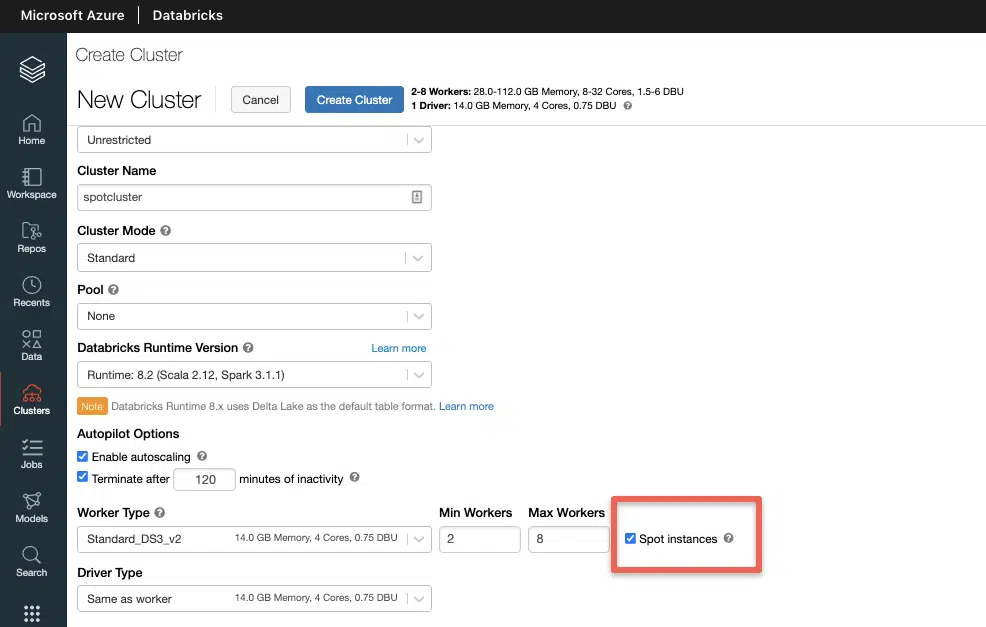 Microsoft Azure | Databricks
Create Cluster
New Cluster
Cancel
Create Cluster
2-8 Workers: 28.0-112.0 GB Memory, 8-32 Cores, 1.5-6 DBU
1 Driver: 14.0 GB Memory, 4 Cores, 0.75 DBU ?
Home
Workspace
Repos
Recents
Data
Clusters
Jobs
Models
Search
Unrestricted
Cluster Name
spotcluster
Cluster Mode ?
Standard
Pool ?
None
Databricks Runtime Version ? Learn more
Runtime: 8.2 (Scala 2.12, Spark 3.1.1)
Note Databricks Runtime 8.x uses Delta Lake as the default table format. Learn more
Autopilot Options
Enable autoscaling ?
Terminate after 120 minutes of inactivity ?
Worker Type ? Min Workers Max Workers
Standard_DS3_v2 14.0 GB Memory, 4 Cores, 0.75 DBU 2 8 Spot instances ?
Driver Type
Same as worker 14.0 GB Memory, 4 Cores, 0.75 DBU